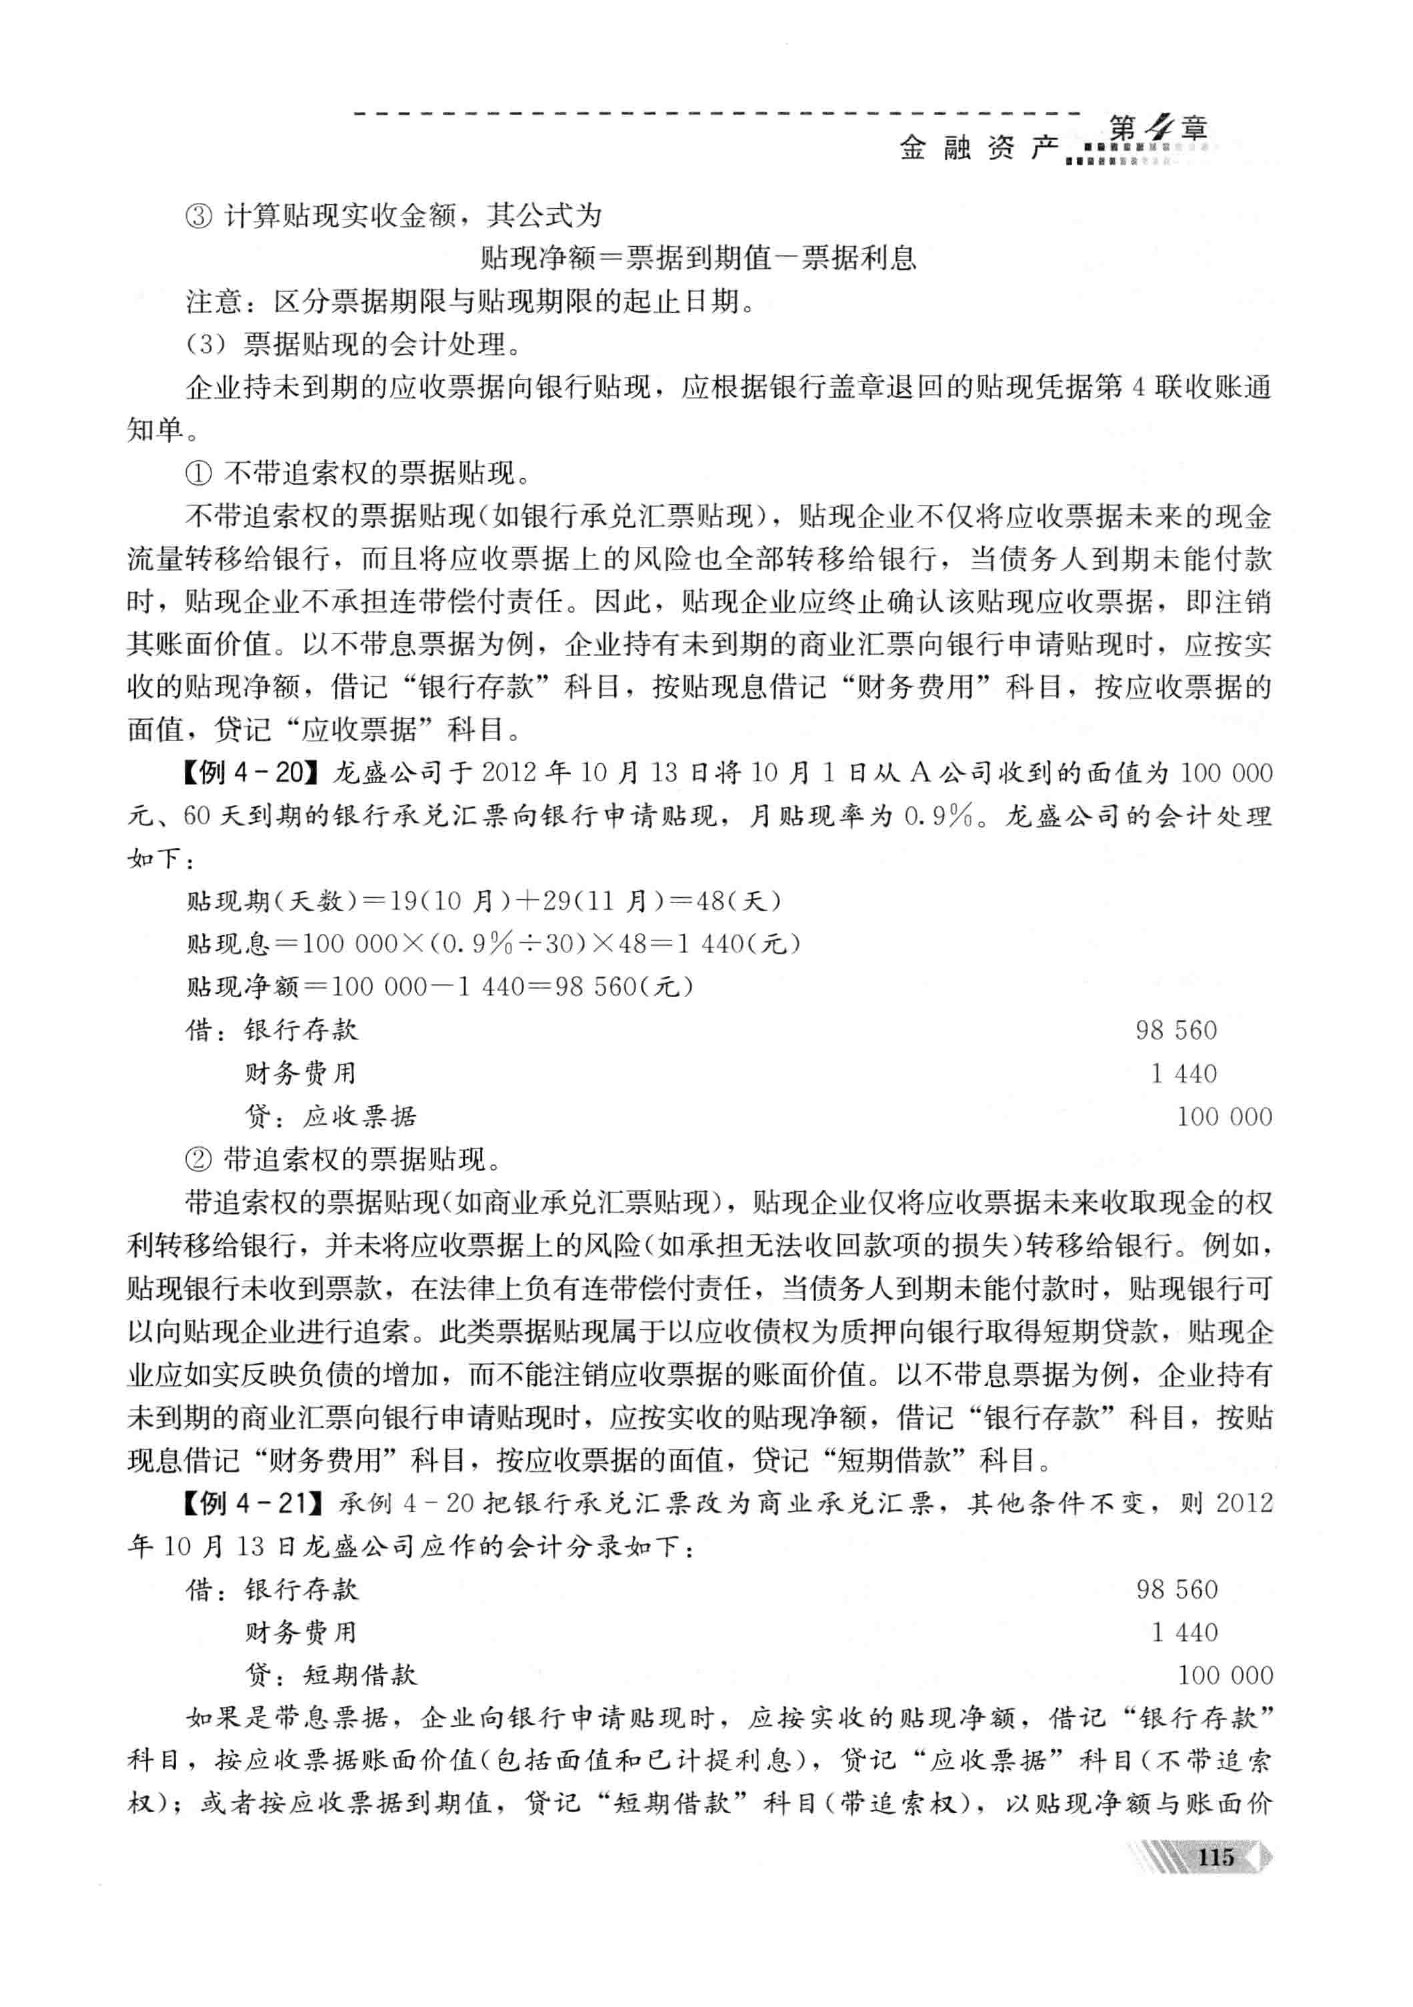 第4章
金融资产
③ 计算贴现实收金额，其公式为
贴现净额＝票据到期值－票据利息
注意：区分票据期限与贴现期限的起止日期。
（3）票据贴现的会计处理。
企业持未到期的应收票据向银行贴现，应根据银行盖章退回的贴现凭据第 4 联收账通
知单。
① 不带追索权的票据贴现。
不带追索权的票据贴现(如银行承兑汇票贴现)，贴现企业不仅将应收票据未来的现金
流量转移给银行，而且将应收票据上的风险也全部转移给银行，当债务人到期未能付款
时，贴现企业不承担连带偿付责任。因此，贴现企业应终止确认该贴现应收票据，即注销
其账面价值。以不带息票据为例，企业持有未到期的商业汇票向银行申请贴现时，应按实
收的贴现净额，借记“银行存款”科目，按贴现息借记“财务费用”科目，按应收票据的
面值，贷记“应收票据”科目。
【例 4－20】龙盛公司于 2012 年 10 月 13 日将 10 月 1 日从 A 公司收到的面值为 100 000
元、60 天到期的银行承兑汇票向银行申请贴现，月贴现率为 0.9%。龙盛公司的会计处理
如下：
贴现期(天数)＝19(10 月)＋29(11 月)＝48(天)
贴现息＝100 000×(0.9%÷30)×48＝1 440(元)
贴现净额＝100 000－1 440＝98 560(元)
借：银行存款 98 560
财务费用 1 440
贷：应收票据 100 000
② 带追索权的票据贴现。
带追索权的票据贴现(如商业承兑汇票贴现)，贴现企业仅将应收票据未来收取现金的权
利转移给银行，并未将应收票据上的风险(如承担无法收回款项的损失)转移给银行。例如，
贴现银行未收到票款，在法律上负有连带偿付责任，当债务人到期未能付款时，贴现银行可
以向贴现企业进行追索。此类票据贴现属于以应收债权为质押向银行取得短期贷款，贴现企
业应如实反映负债的增加，而不能注销应收票据的账面价值。以不带息票据为例，企业持有
未到期的商业汇票向银行申请贴现时，应按实收的贴现净额，借记“银行存款”科目，按贴
现息借记“财务费用”科目，按应收票据的面值，贷记“短期借款”科目。
【例 4－21】承例 4－20 把银行承兑汇票改为商业承兑汇票，其他条件不变，则 2012
年 10 月 13 日龙盛公司应作的会计分录如下：
借：银行存款 98 560
财务费用 1 440
贷：短期借款 100 000
如果是带息票据，企业向银行申请贴现时，应按实收的贴现净额，借记“银行存款”
科目，按应收票据账面价值(包括面值和已计提利息)，贷记“应收票据”科目(不带追索
权)；或者按应收票据到期值，贷记“短期借款”科目(带追索权)，以贴现净额与账面价
115